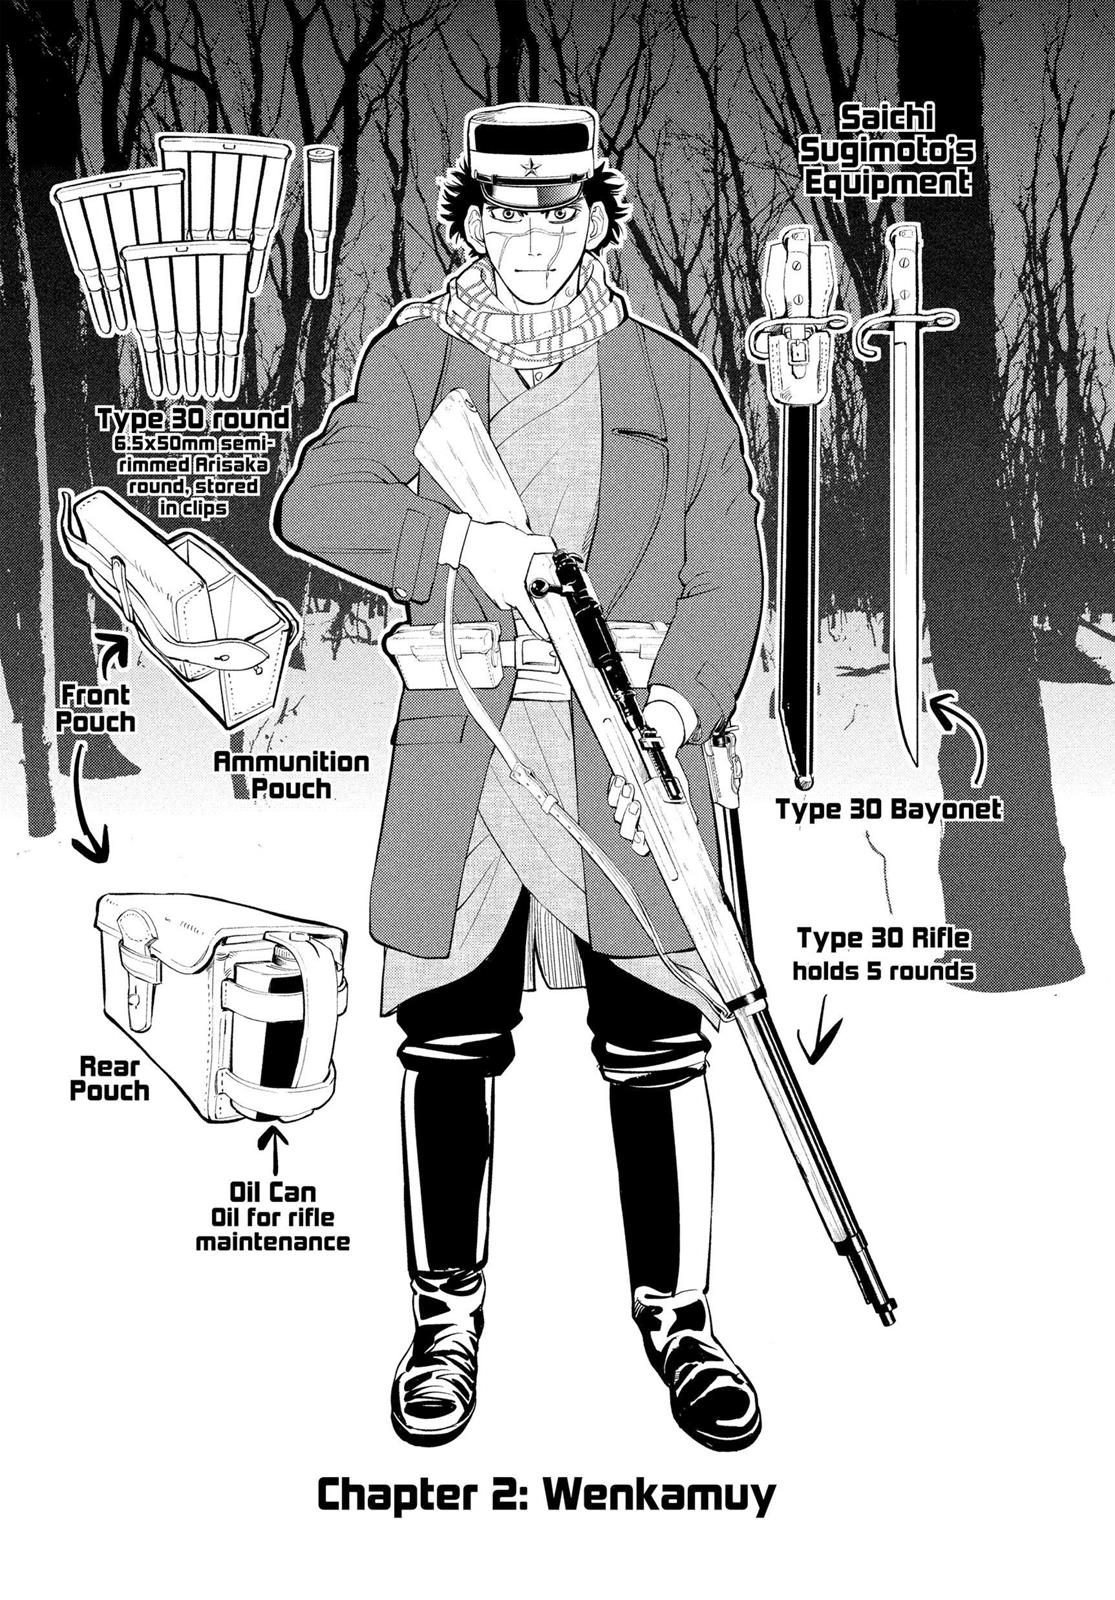 Saichi
Sugimoto's
Equipment
Type 30 round
6.5x50mm semi-
rimmed Arisaka
round, stored
in clips
Front
Pouch
Ammunition
Pouch
Type 30 Bayonet
Type 30 Rifle
holds 5 rounds
Rear
Pouch
Oil Can
Oil for rifle
maintenance
Chapter 2: Wenkamuy